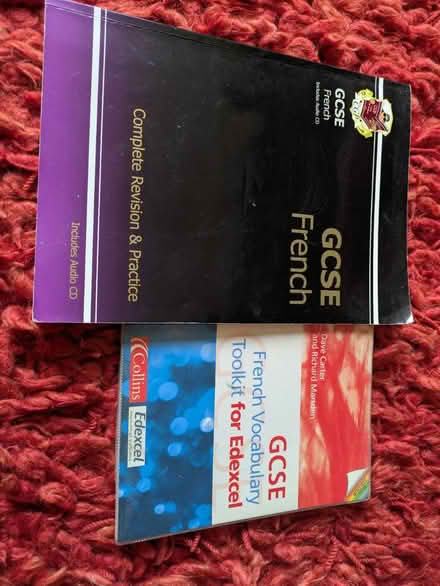 GCSE
French
Includes Audio CD
CGP
GCSE
French
Complete Revision & Practice
Includes Audio CD
Dave Carter
and Richard Marsden
GCSE
French Vocabulary
Toolkit for Edexcel
Collins
Edexcel